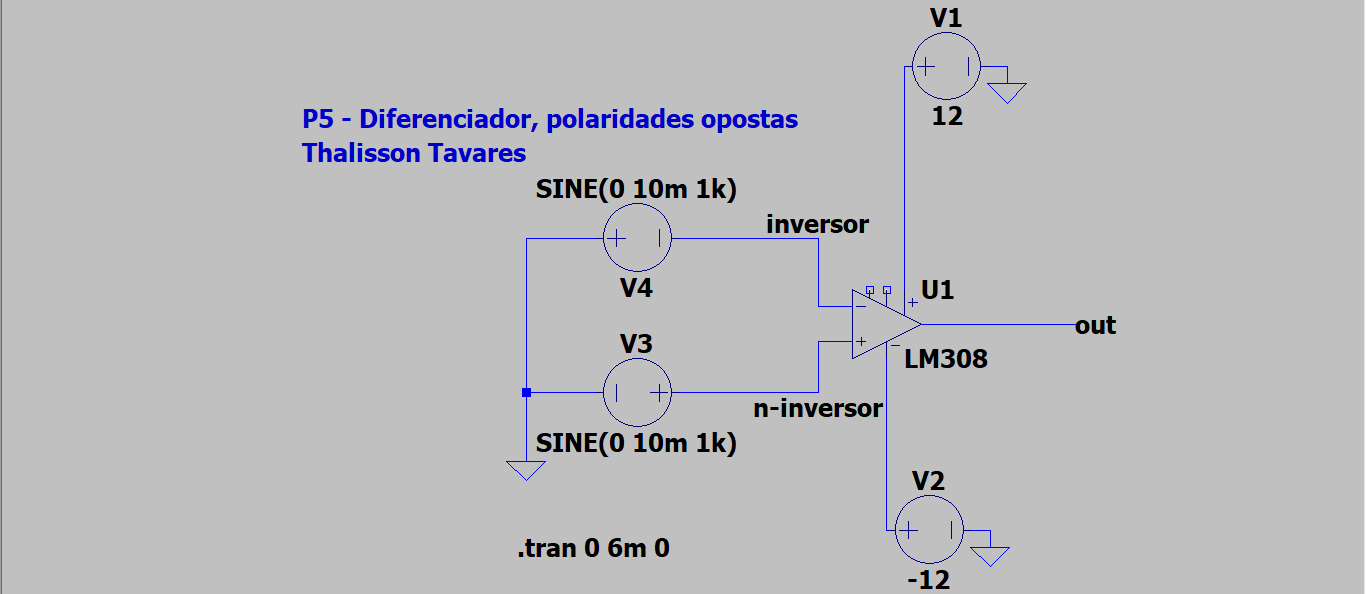 V1
12
P5 - Diferenciador, polaridades opostas
Thalisson Tavares
SINE(0 10m 1k)
inversor
V4
U1
out
V3
LM308
n-inversor
SINE(0 10m 1k)
V2
.tran 0 6m 0
-12